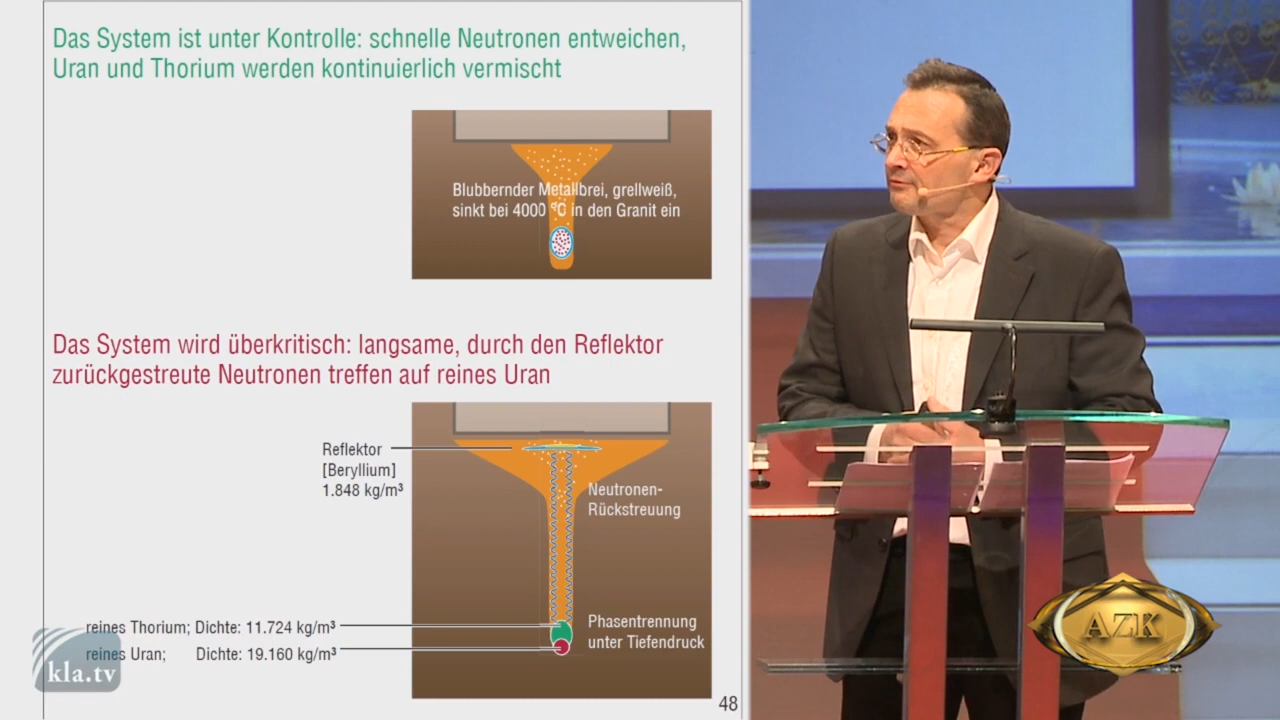 Das System ist unter Kontrolle: schnelle Neutronen entweichen,
Uran und Thorium werden kontinuierlich vermischt
Blubbernder Metallbrei, grellweiß,
sinkt bei 4000 ºC in den Granit ein
Das System wird überkritisch: langsame, durch den Reflektor
zurückgestreute Neutronen treffen auf reines Uran
Reflektor
[Beryllium]
1.848 kg/m³
Neutronen-
Rückstreuung
reines Thorium; Dichte: 11.724 kg/m³
reines Uran; Dichte: 19.160 kg/m³
Phasentrennung
unter Tiefendruck
48
kla.tv
AZK